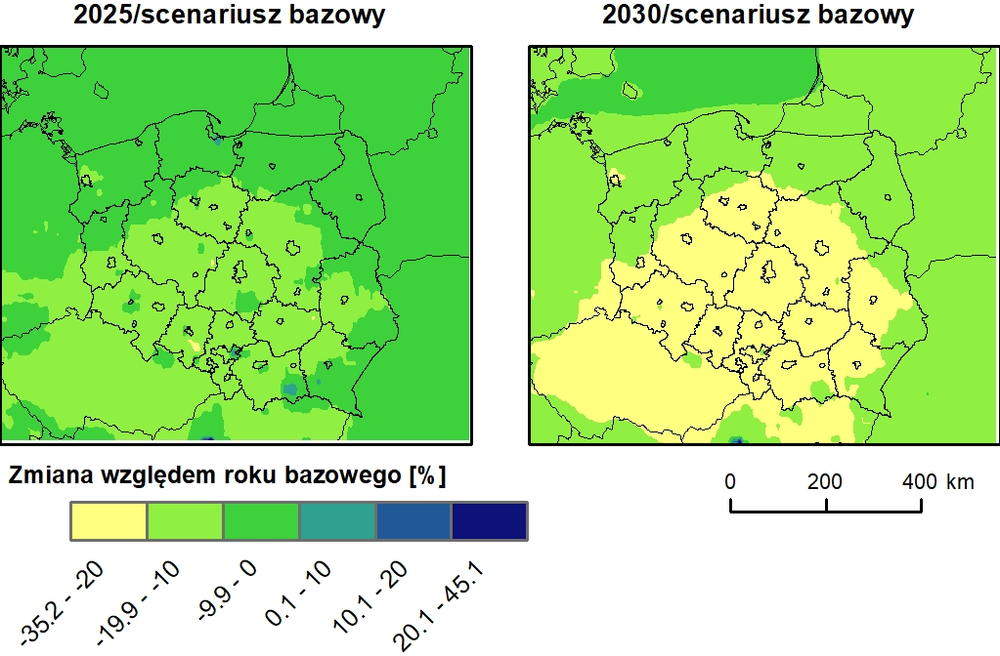 2025/scenariusz bazowy
2030/scenariusz bazowy
Zmiana względem roku bazowego [%]
-35.2 - -20
-19.9 - -10
-9.9 - 0
0.1 - 10
10.1 - 20
20.1 - 45.1
0 200 400 km